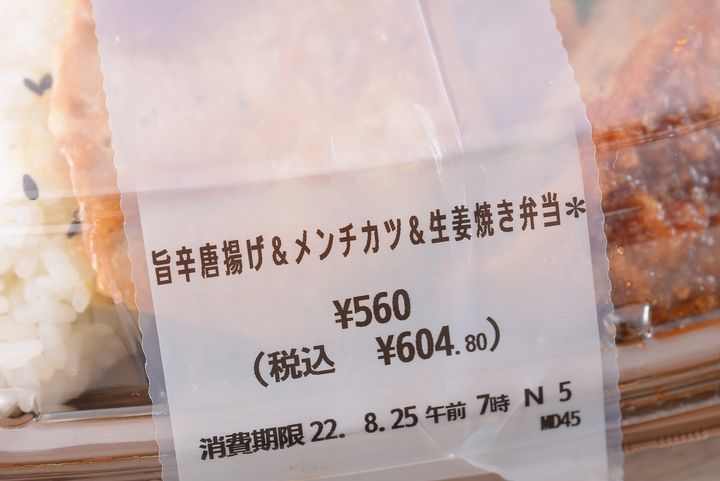 旨辛唐揚げ&メンチカツ&生姜焼き弁当*
¥560
(税込 ¥604.80)
消費期限 22. 8.25 午前 7時 N 5
MD45